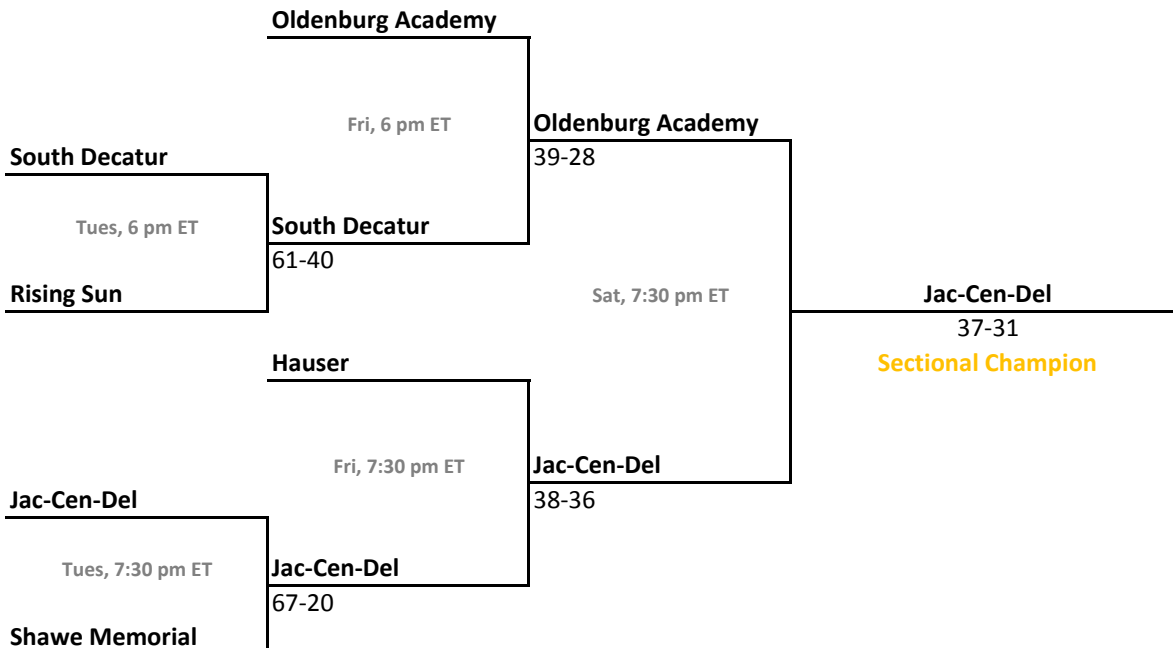 Oldenburg Academy
Fri, 6 pm ET
Oldenburg Academy
39-28
South Decatur
Tues, 6 pm ET
South Decatur
61-40
Rising Sun
Sat, 7:30 pm ET
Jac-Cen-Del
37-31
Sectional Champion
Hauser
Fri, 7:30 pm ET
Jac-Cen-Del
38-36
Jac-Cen-Del
Tues, 7:30 pm ET
Jac-Cen-Del
67-20
Shawe Memorial